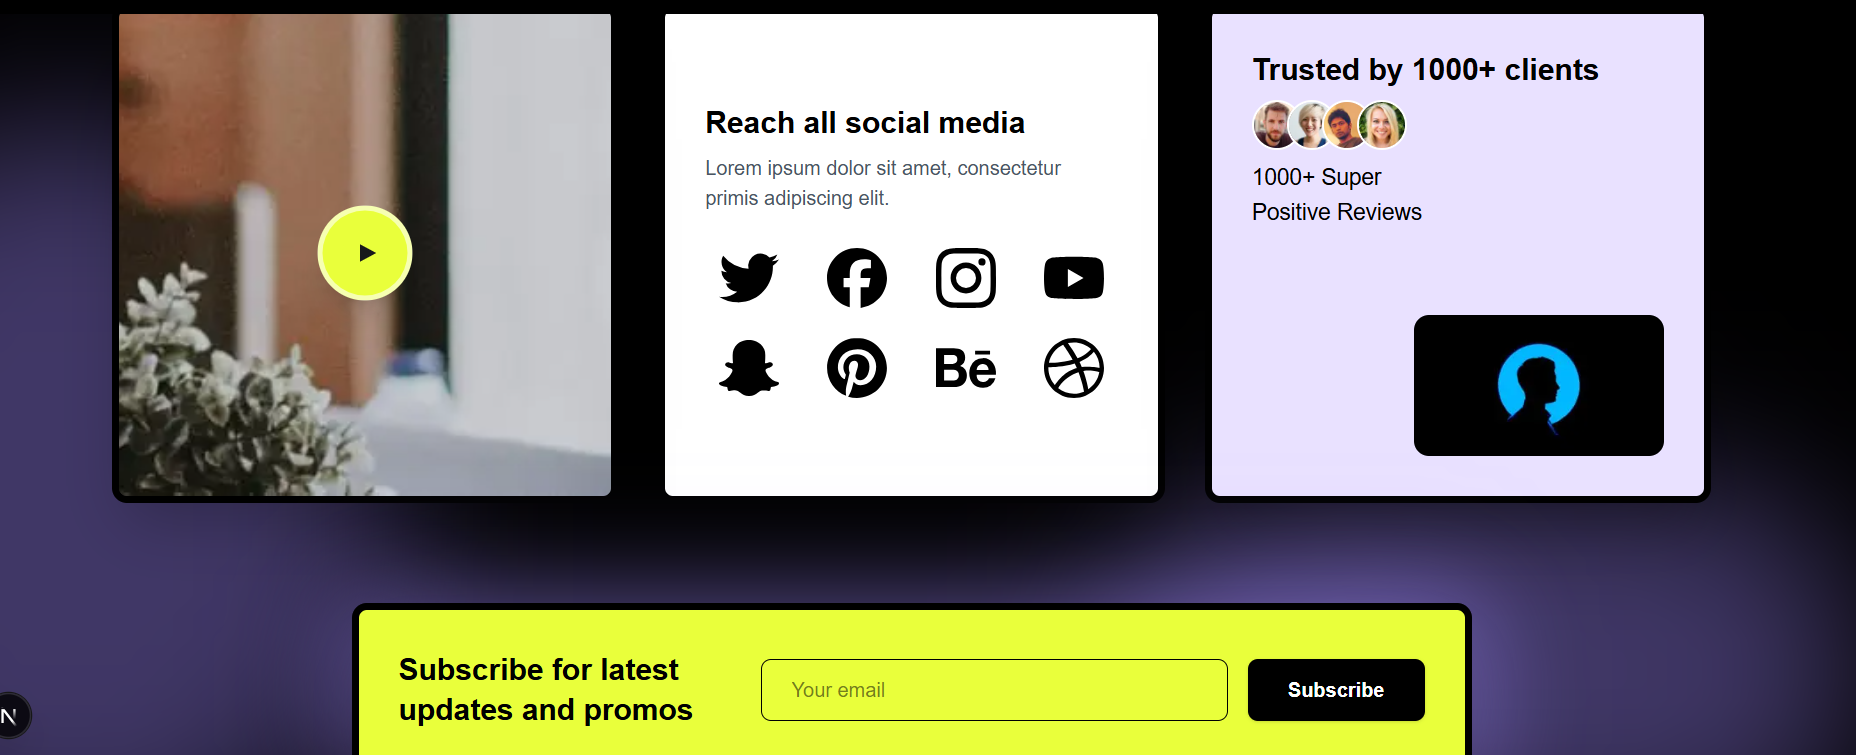 Reach all social media
Lorem ipsum dolor sit amet, consectetur
primis adipiscing elit.
Bē
Trusted by 1000+ clients
1000+ Super
Positive Reviews
Subscribe for latest
updates and promos
Your email
Subscribe
N